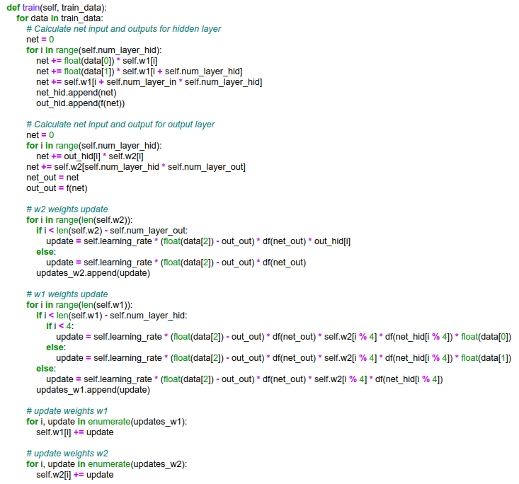 def train(self, train_data):
    for data in train_data:
        # Calculate net input and outputs for hidden layer
        net = 0
        for i in range(self.num_layer_hid):
            net += float(data[0]) * self.w1[i]
            net += float(data[1]) * self.w1[i + self.num_layer_hid]
            net += self.w1[i + self.num_layer_in * self.num_layer_hid]
            net_hid.append(net)
            out_hid.append(f(net))

        # Calculate net input and output for output layer
        net = 0
        for i in range(self.num_layer_hid):
            net += out_hid[i] * self.w2[i]
        net += self.w2[self.num_layer_hid * self.num_layer_out]
        net_out = net
        out_out = f(net)

        # w2 weights update
        for i in range(len(self.w2)):
            if i < len(self.w2) - self.num_layer_out:
                update = self.learning_rate * (float(data[2]) - out_out) * df(net_out) * out_hid[i]
            else:
                update = self.learning_rate * (float(data[2]) - out_out) * df(net_out)
            updates_w2.append(update)

        # w1 weights update
        for i in range(len(self.w1)):
            if i < len(self.w1) - self.num_layer_hid:
                if i < 4:
                    update = self.learning_rate * (float(data[2]) - out_out) * df(net_out) * self.w2[i % 4] * df(net_hid[i % 4]) * float(data[0])
                else:
                    update = self.learning_rate * (float(data[2]) - out_out) * df(net_out) * self.w2[i % 4] * df(net_hid[i % 4]) * float(data[1])
            else:
                update = self.learning_rate * (float(data[2]) - out_out) * df(net_out) * self.w2[i % 4] * df(net_hid[i % 4])
            updates_w1.append(update)

        # update weights w1
        for i, update in enumerate(updates_w1):
            self.w1[i] += update

        # update weights w2
        for i, update in enumerate(updates_w2):
            self.w2[i] += update